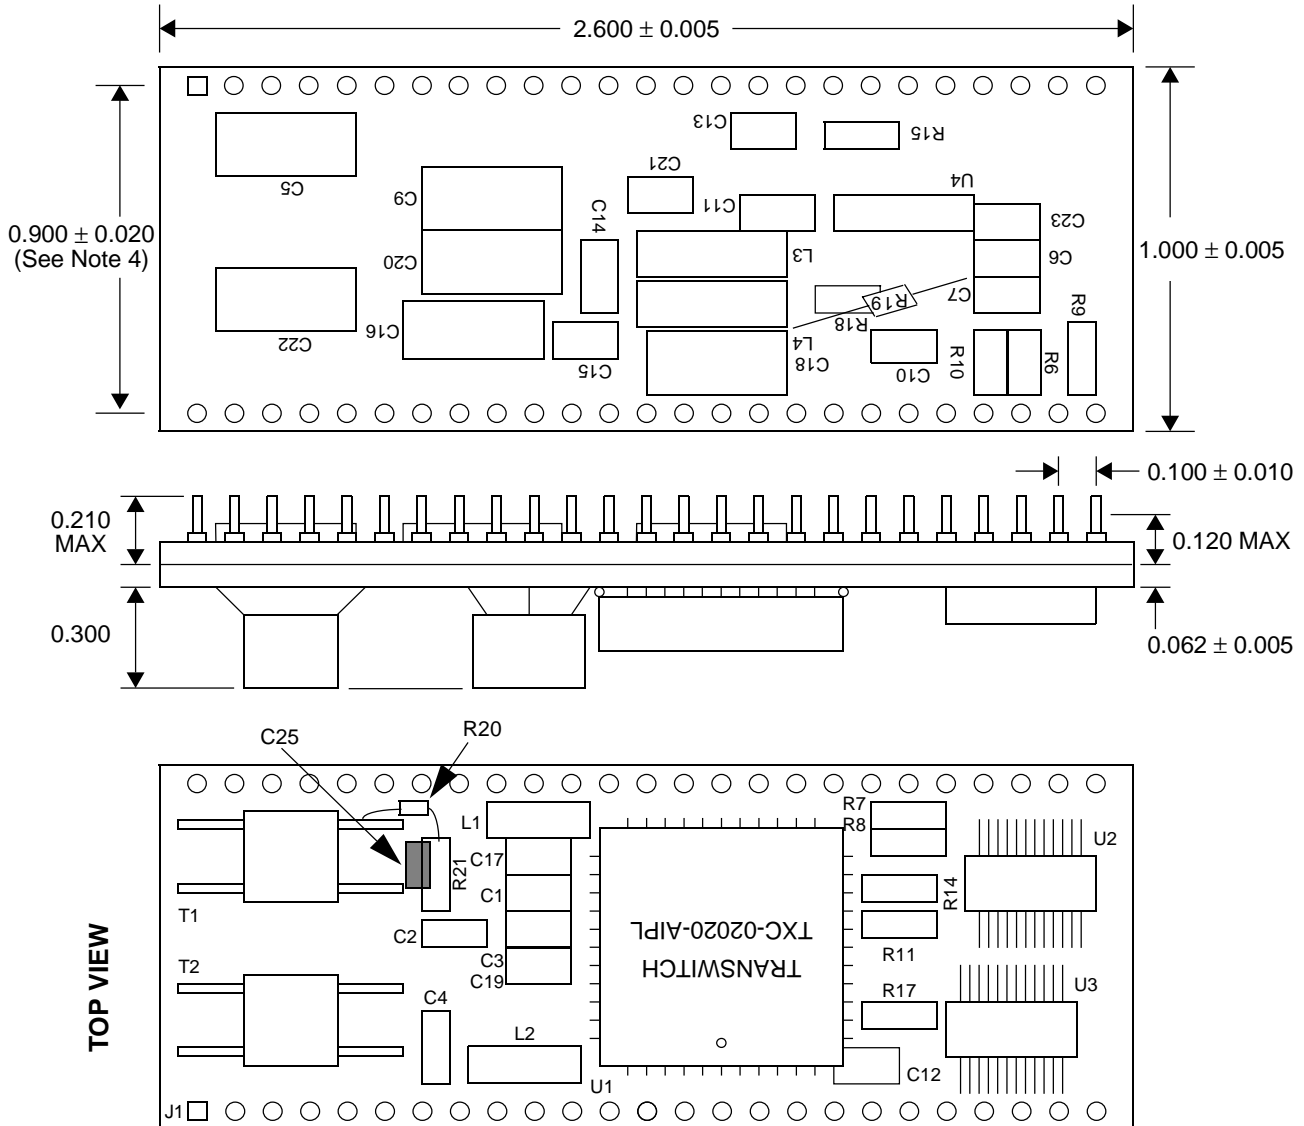 2.600 ± 0.005
C13
R15
C5
C21
U4
C9
C14
C11
C23
0.900 ± 0.020
(See Note 4)
1.000 ± 0.005
C20
L3
C6
C7
R19
C22
C16
C15
R18
L4
C18
C10
R10
R6
R9
0.100 ± 0.010
0.210
MAX
0.120 MAX
0.300
0.062 ± 0.005
C25
R20
L1
R7
R8
U2
C17
R21
C1
R14
T1
C2
R11
TRANSWITCH
TXC-02020-AIPL
TOP VIEW
T2
C3
C19
C4
R17
U3
L2
U1
C12
J1